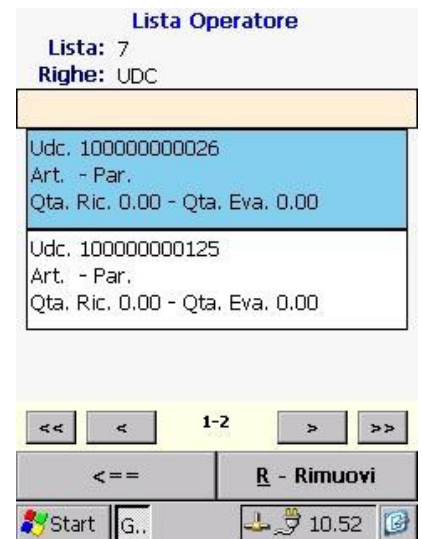 Lista Operatore
Lista: 7
Righe: UDC
Udc. 100000000026
Art. - Par.
Qta. Ric. 0.00 - Qta. Eva. 0.00
Udc. 100000000125
Art. - Par.
Qta. Ric. 0.00 - Qta. Eva. 0.00
<< < 1-2 > >>
<== R - Rimuovi
Start G.. 10.52